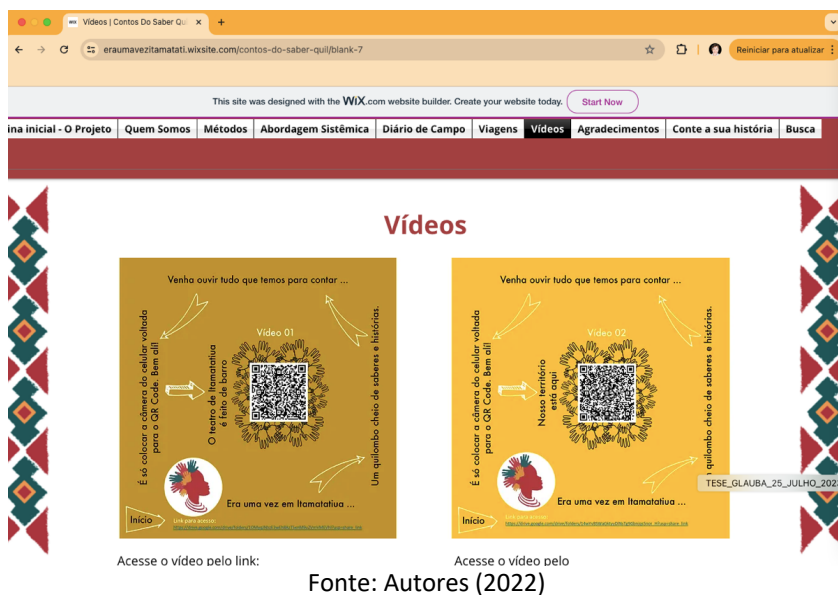 Vídeos | Contos Do Saber Qui
eraumavezitamatati.wixsite.com/contos-do-saber-quil/blank-7
Reiniciar para atualizar
This site was designed with the WiX.com website builder. Create your website today.
Start Now
ina inicial - O Projeto
Quem Somos
Métodos
Abordagem Sistêmica
Diário de Campo
Viagens
Vídeos
Agradecimentos
Conte a sua história
Busca
Vídeos
Venha ouvir tudo que temos para contar ...
É só colocar a câmera do celular voltada
para o QR Code. Bem ali!
O teatro de Itamatatiua
é feito de barro
Vídeo 01
Um quilombo cheio de saberes e histórias.
Era uma vez em Itamatatiua ...
Início
Link para acesso:
Acesse o vídeo pelo link:
Venha ouvir tudo que temos para contar ...
É só colocar a câmera do celular voltada
para o QR Code. Bem ali!
Nosso território
está aqui
Vídeo 02
quilombo cheio de saberes e histórias.
TESE_GLAUBA_25_JULHO_202
Era uma vez em Itamatatiua ...
Início
Link para acesso:
Acesse o vídeo pelo
Fonte: Autores (2022)